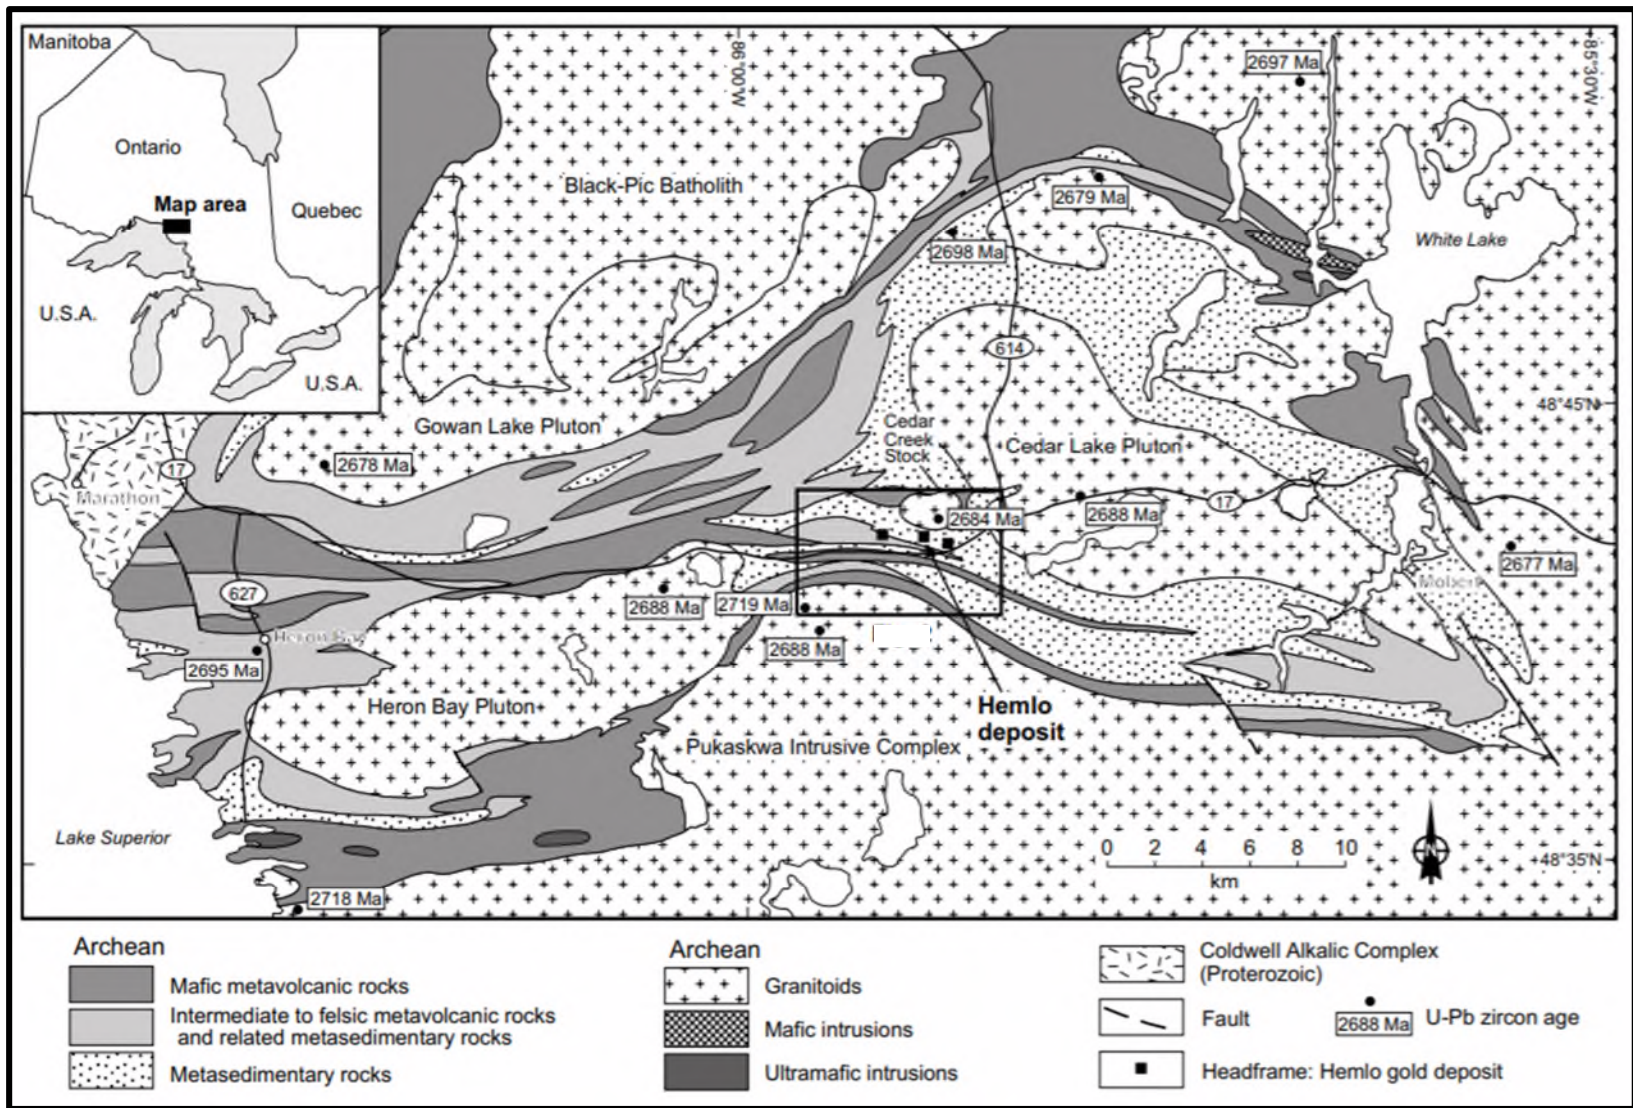 Manitoba
Ontario
Map area
Quebec
U.S.A.
U.S.A.
86°00'W
85°30'W
2697 Ma
Black-Pic Batholith
2679 Ma
2698 Ma
White Lake
614
48°45'N
Gowan Lake Pluton
Cedar
Creek
Stock
Cedar Lake Pluton
17
2678 Ma
Marathon
17
2684 Ma
2688 Ma
2677 Ma
627
2688 Ma
2719 Ma
Heron Bay
2688 Ma
2695 Ma
Heron Bay Pluton
Hemlo
deposit
Pukaskwa Intrusive Complex
Lake Superior
0 2 4 6 8 10
km
N
48°35'N
2718 Ma
Archean
Mafic metavolcanic rocks
Intermediate to felsic metavolcanic rocks
and related metasedimentary rocks
Metasedimentary rocks
Archean
Granitoids
Mafic intrusions
Ultramafic intrusions
Coldwell Alkalic Complex
(Proterozoic)
Fault
2688 Ma
U-Pb zircon age
Headframe: Hemlo gold deposit